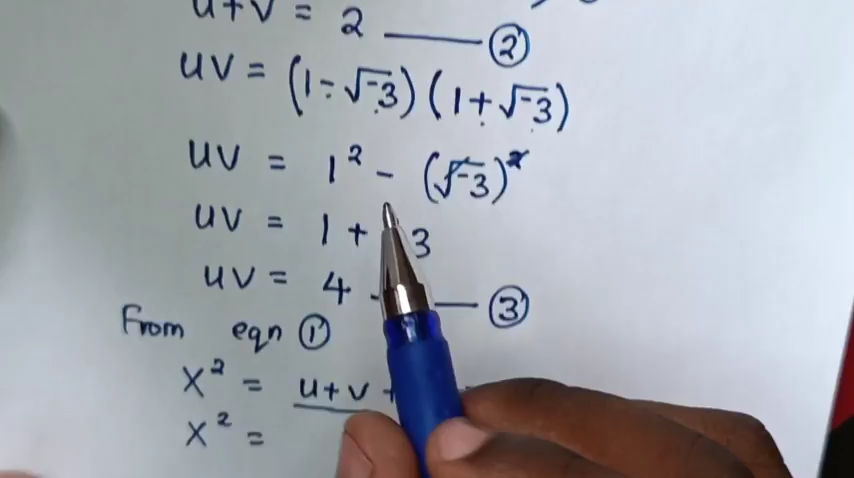 u+v = 2 ——— ②
uv = (1-√-3)(1+√-3)
uv = 1² - (√-3)²
uv = 1 + 3
uv = 4 — ③
From eqn ①
x² = u+v +
x² =